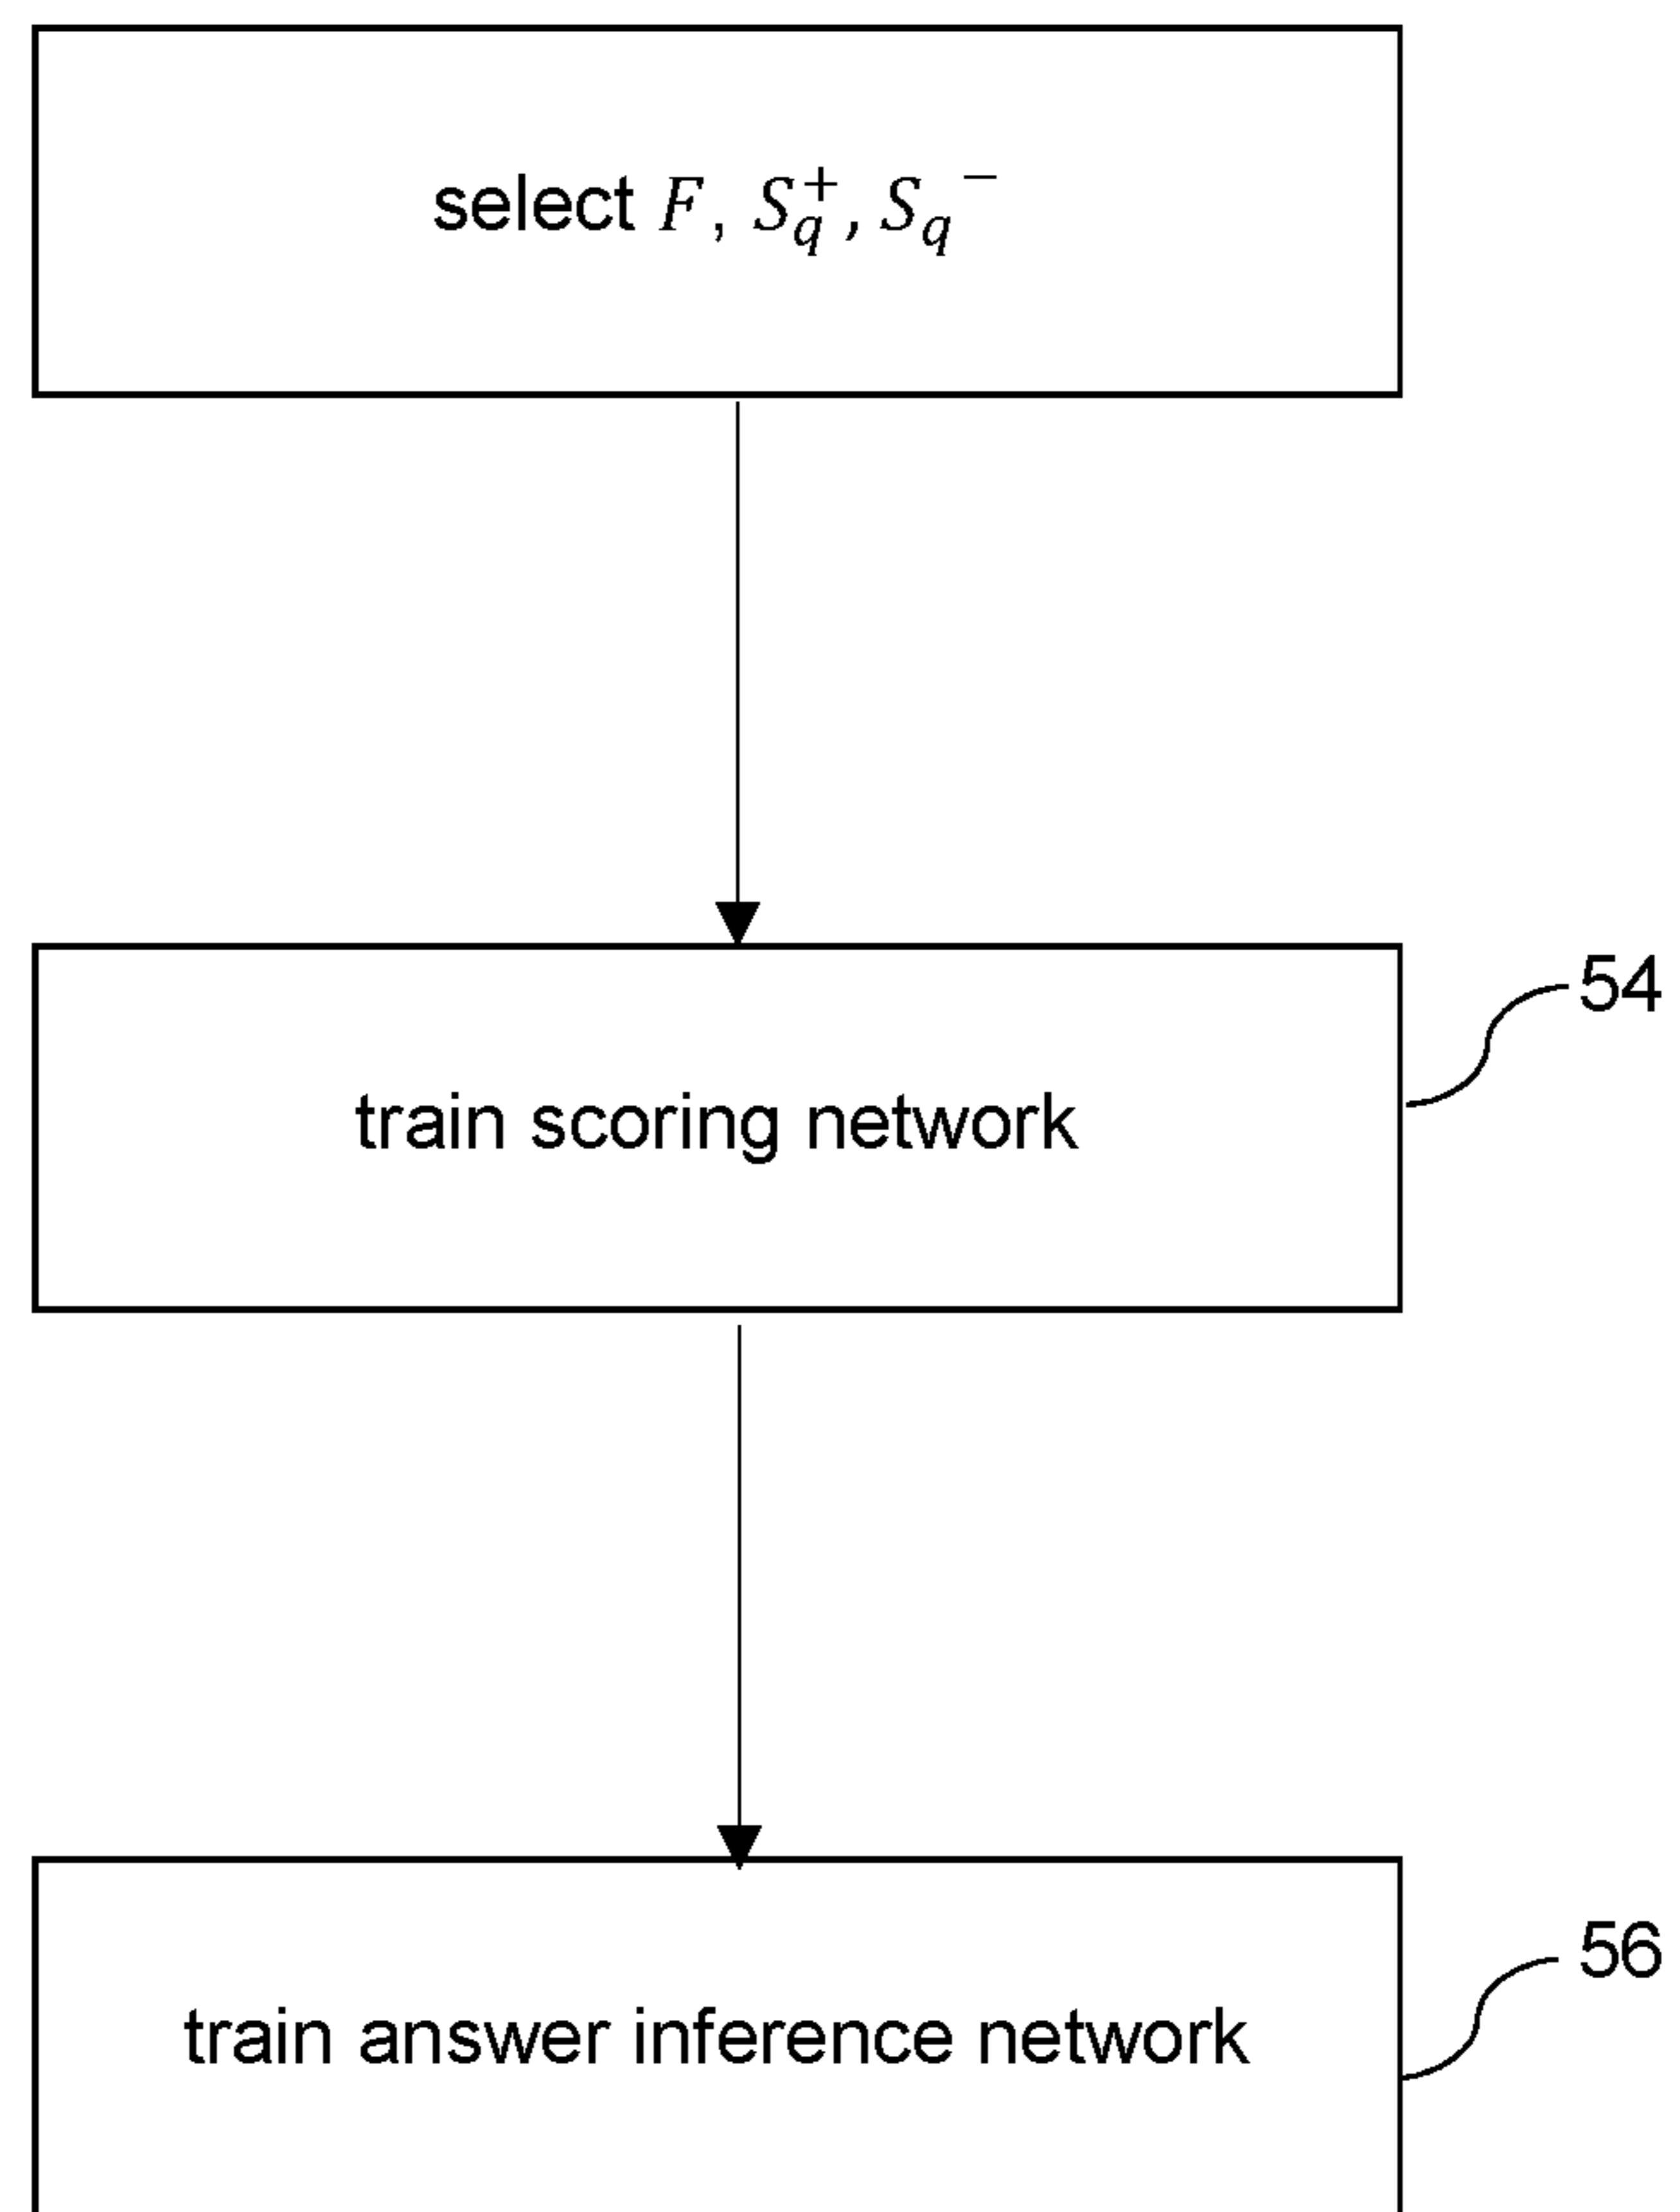 select F, S_q^+, S_q^-
54
train scoring network
56
train answer inference network